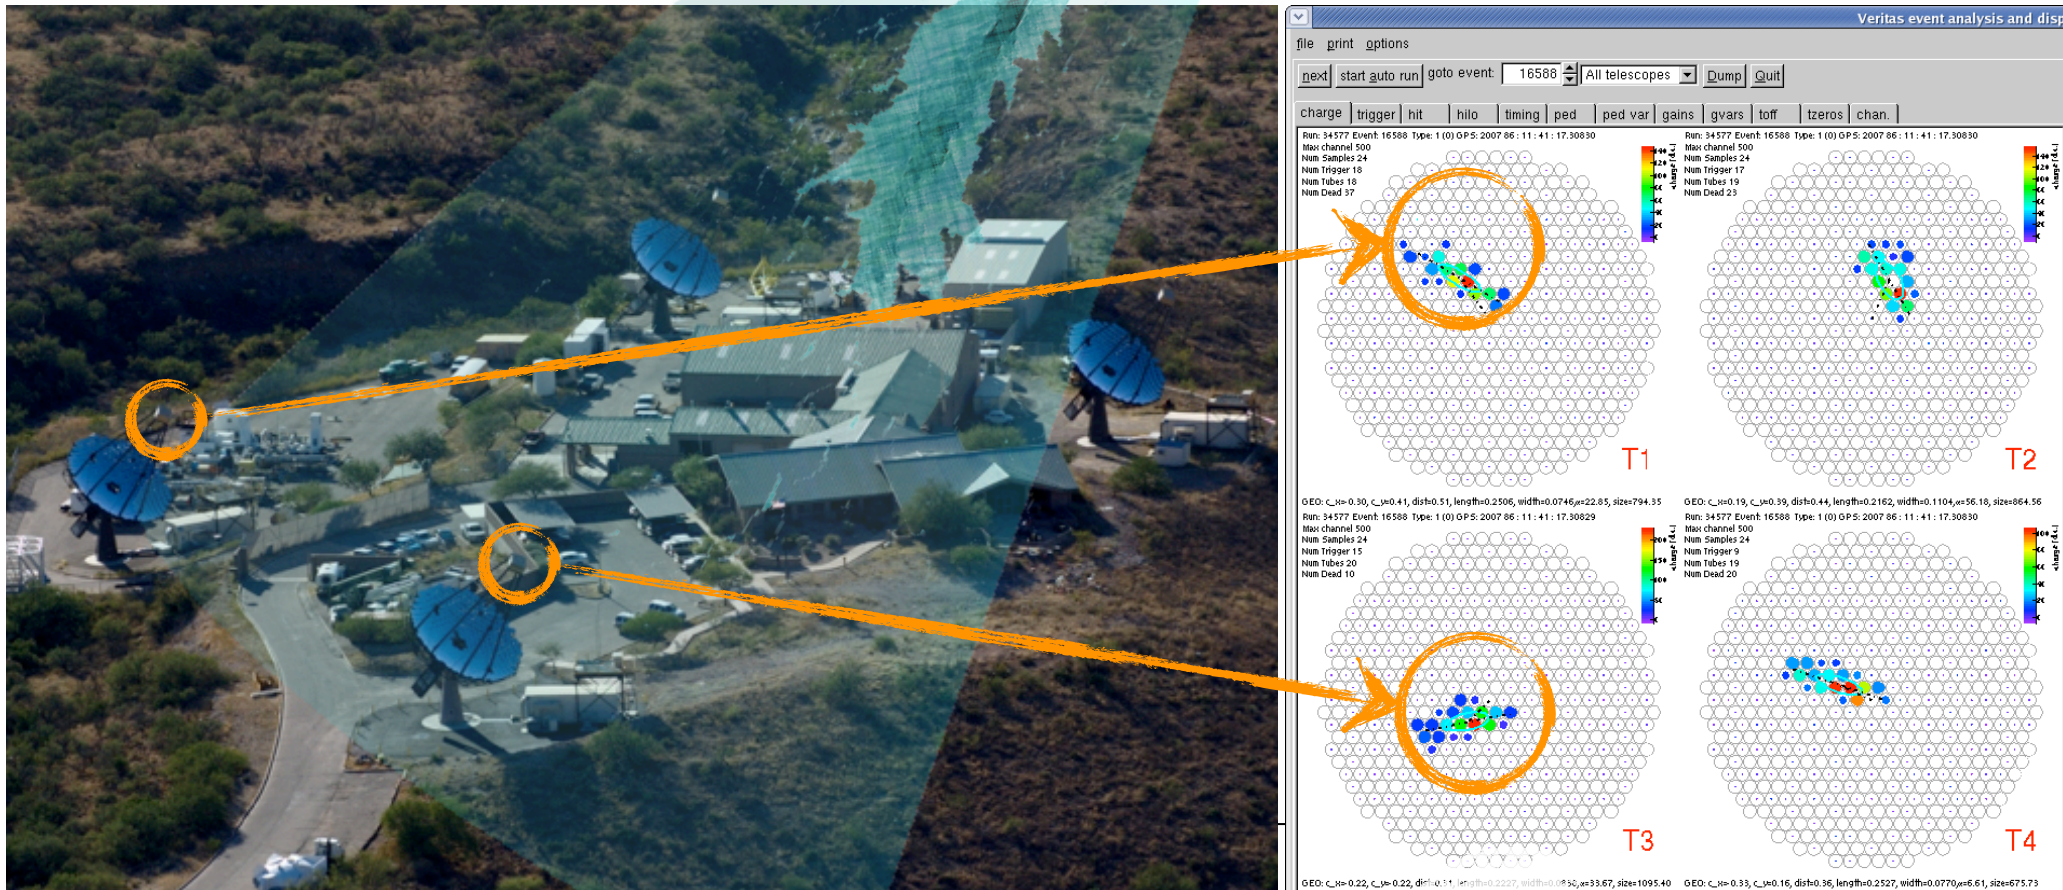 Veritas event analysis and disp
file print options
next start auto run goto event: 16588 All telescopes Dump Quit
charge trigger hit hilo timing ped ped var gains gvars toff tzeros chan.
Run: 34577 Event: 16588 Type: 1 (0) GPS: 2007 86 : 11 : 41 : 17.30830
Max channel 500
Num Samples 24
Num Trigger 18
Num Tubes 18
Num Dead 37
T1
GEO: c_x=0.30, c_y=0.41, dist=0.51, length=0.2506, width=0.0746, α=22.85, size=794.35
Run: 34577 Event: 16588 Type: 1 (0) GPS: 2007 86 : 11 : 41 : 17.30830
Max channel 500
Num Samples 24
Num Trigger 17
Num Tubes 19
Num Dead 23
T2
GEO: c_x=0.19, c_y=0.39, dist=0.44, length=0.2162, width=0.1104, α=56.18, size=864.56
Run: 34577 Event: 16588 Type: 1 (0) GPS: 2007 86 : 11 : 41 : 17.30829
Max channel 500
Num Samples 24
Num Trigger 15
Num Tubes 20
Num Dead 10
T3
GEO: c_x=0.22, c_y=0.22, length=0.2227, α=33.67, size=1095.40
Run: 34577 Event: 16588 Type: 1 (0) GPS: 2007 86 : 11 : 41 : 17.30830
Max channel 500
Num Samples 24
Num Trigger 9
Num Tubes 19
Num Dead 20
T4
GEO: c_x=0.33, c_y=0.16, dist=0.36, length=0.2527, width=0.0770, α=6.61, size=675.73